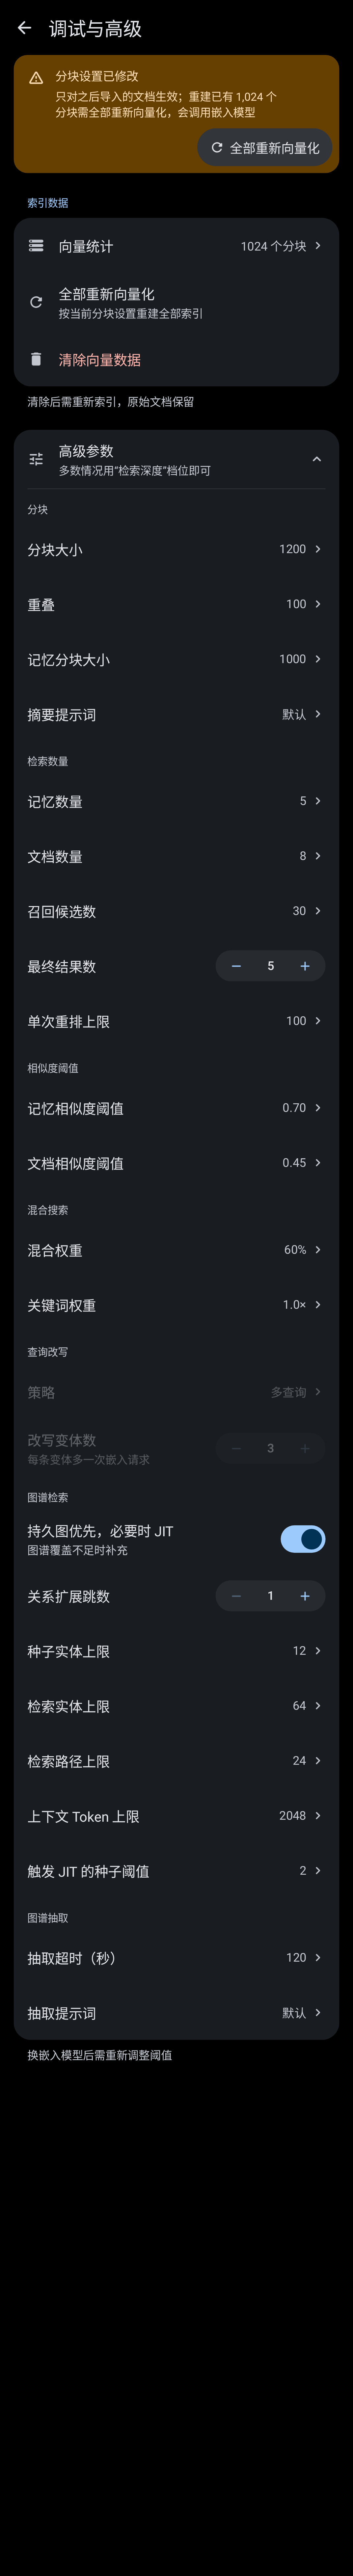 调试与高级
分块设置已修改
只对之后导入的文档生效；重建已有 1,024 个
分块需全部重新向量化，会调用嵌入模型
全部重新向量化
索引数据
向量统计
1024 个分块
全部重新向量化
按当前分块设置重建全部索引
清除向量数据
清除后需重新索引，原始文档保留
高级参数
多数情况用“检索深度”档位即可
分块
分块大小
1200
重叠
100
记忆分块大小
1000
摘要提示词
默认
检索数量
记忆数量
5
文档数量
8
召回候选数
30
最终结果数
− 5 +
单次重排上限
100
相似度阈值
记忆相似度阈值
0.70
文档相似度阈值
0.45
混合搜索
混合权重
60%
关键词权重
1.0×
查询改写
策略
多查询
改写变体数
每条变体多一次嵌入请求
− 3 +
图谱检索
持久图优先，必要时 JIT
图谱覆盖不足时补充
关系扩展跳数
− 1 +
种子实体上限
12
检索实体上限
64
检索路径上限
24
上下文 Token 上限
2048
触发 JIT 的种子阈值
2
图谱抽取
抽取超时（秒）
120
抽取提示词
默认
换嵌入模型后需重新调整阈值